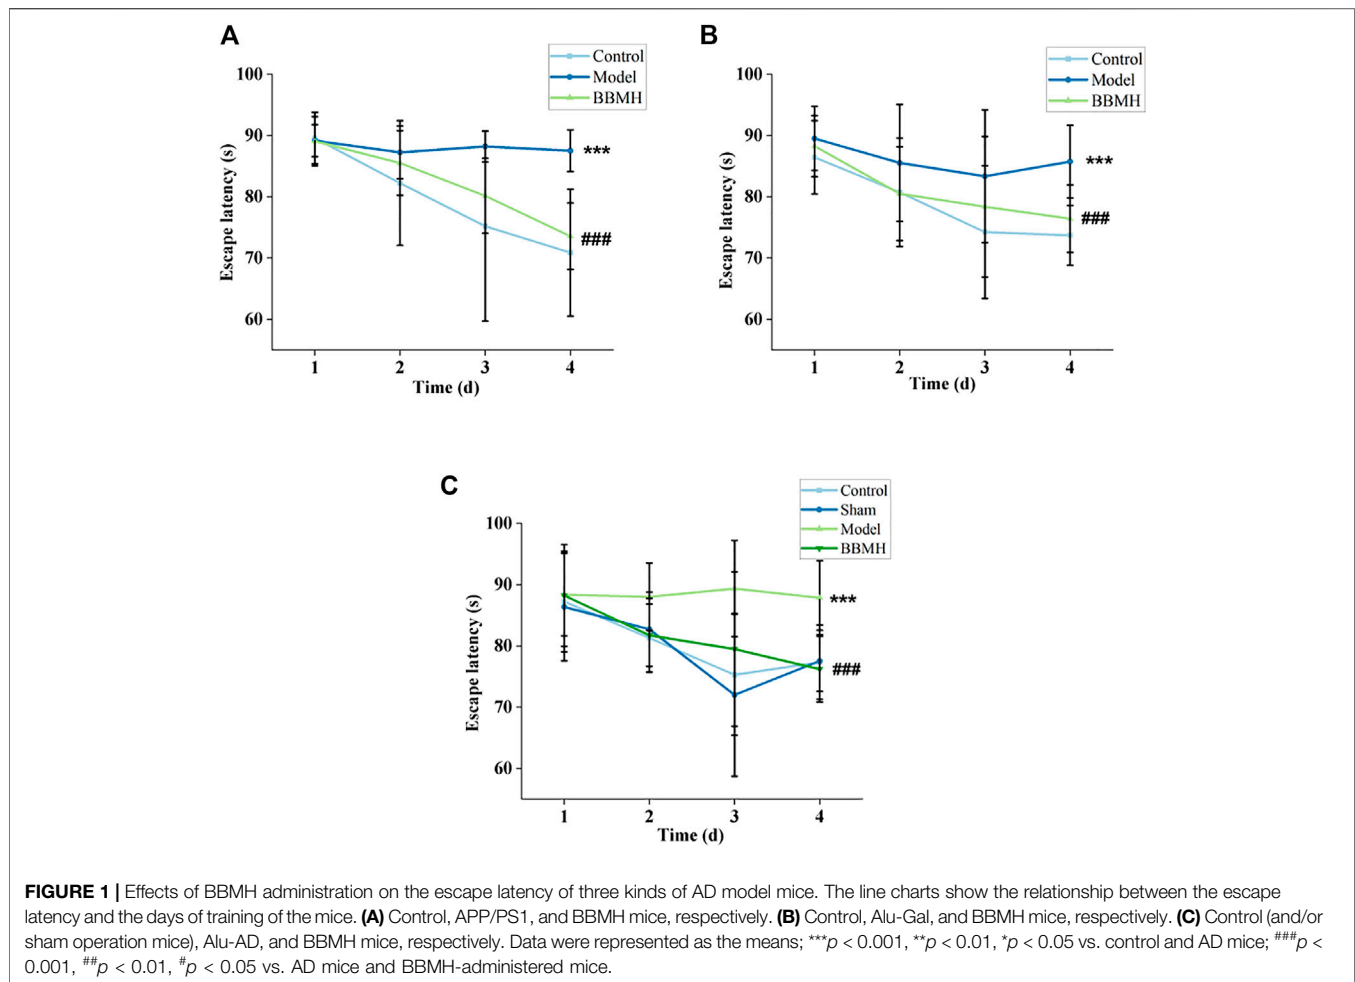 A
Control
Model
BBMH
100
90
80
70
60
Escape latency (s)
***
###
1 2 3 4
Time (d)
B
Control
Model
BBMH
100
90
80
70
60
Escape latency (s)
***
###
1 2 3 4
Time (d)
C
Control
Sham
Model
BBMH
100
90
80
70
60
Escape latency (s)
***
###
1 2 3 4
Time (d)
FIGURE 1 | Effects of BBMH administration on the escape latency of three kinds of AD model mice. The line charts show the relationship between the escape
latency and the days of training of the mice. (A) Control, APP/PS1, and BBMH mice, respectively. (B) Control, Alu-Gal, and BBMH mice, respectively. (C) Control (and/or
sham operation mice), Alu-AD, and BBMH mice, respectively. Data were represented as the means; ***p < 0.001, **p < 0.01, *p < 0.05 vs. control and AD mice; ###p <
0.001, ##p < 0.01, #p < 0.05 vs. AD mice and BBMH-administered mice.